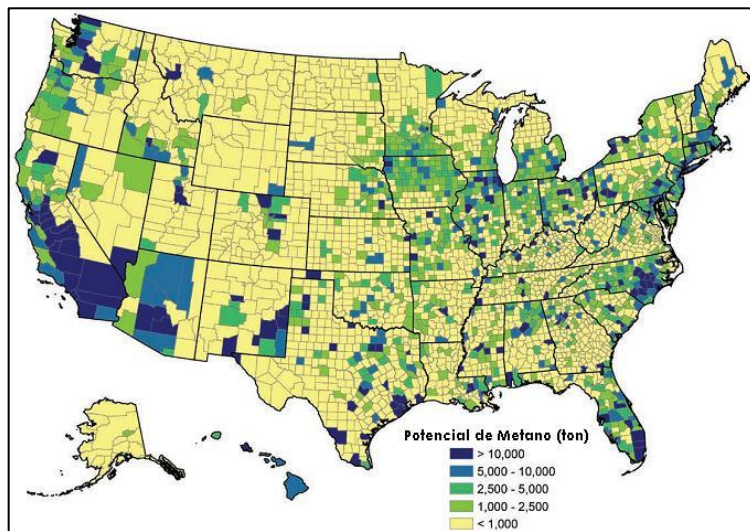 Potencial de Metano (ton)
> 10,000
5,000 - 10,000
2,500 - 5,000
1,000 - 2,500
< 1,000